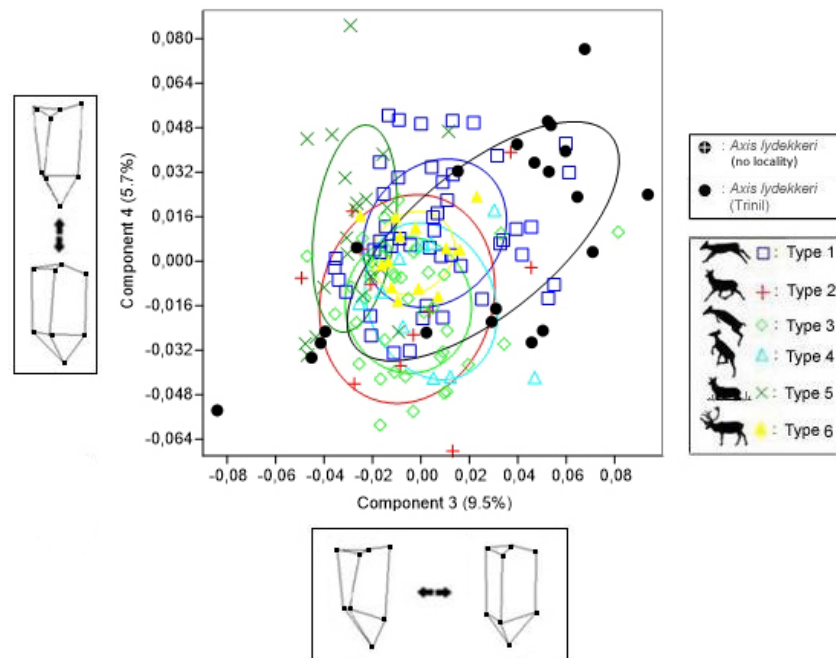 0,080
0,064
0,048
0,032
0,016
0,000
-0,016
-0,032
-0,048
-0,064
Component 4 (5.7%)
-0,08 -0,06 -0,04 -0,02 0,00 0,02 0,04 0,06 0,08
Component 3 (9.5%)
: Axis lydekkeri
(no locality)
: Axis lydekkeri
(Trinil)
: Type 1
: Type 2
: Type 3
: Type 4
: Type 5
: Type 6